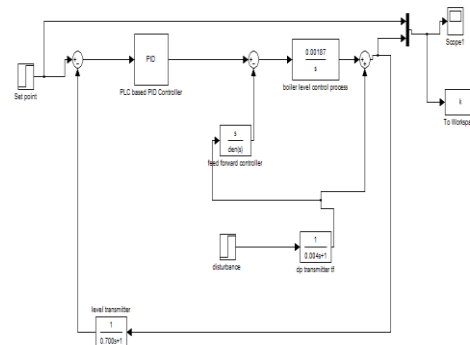 Scope1
Set point
PID
PLC based PID Controller
0.00187
s
boiler level control process
k
To Workspa
s
den(s)
feed forward controller
disturbance
1
0.004s+1
dp transmitter tf
level transmitter
1
0.700s+1